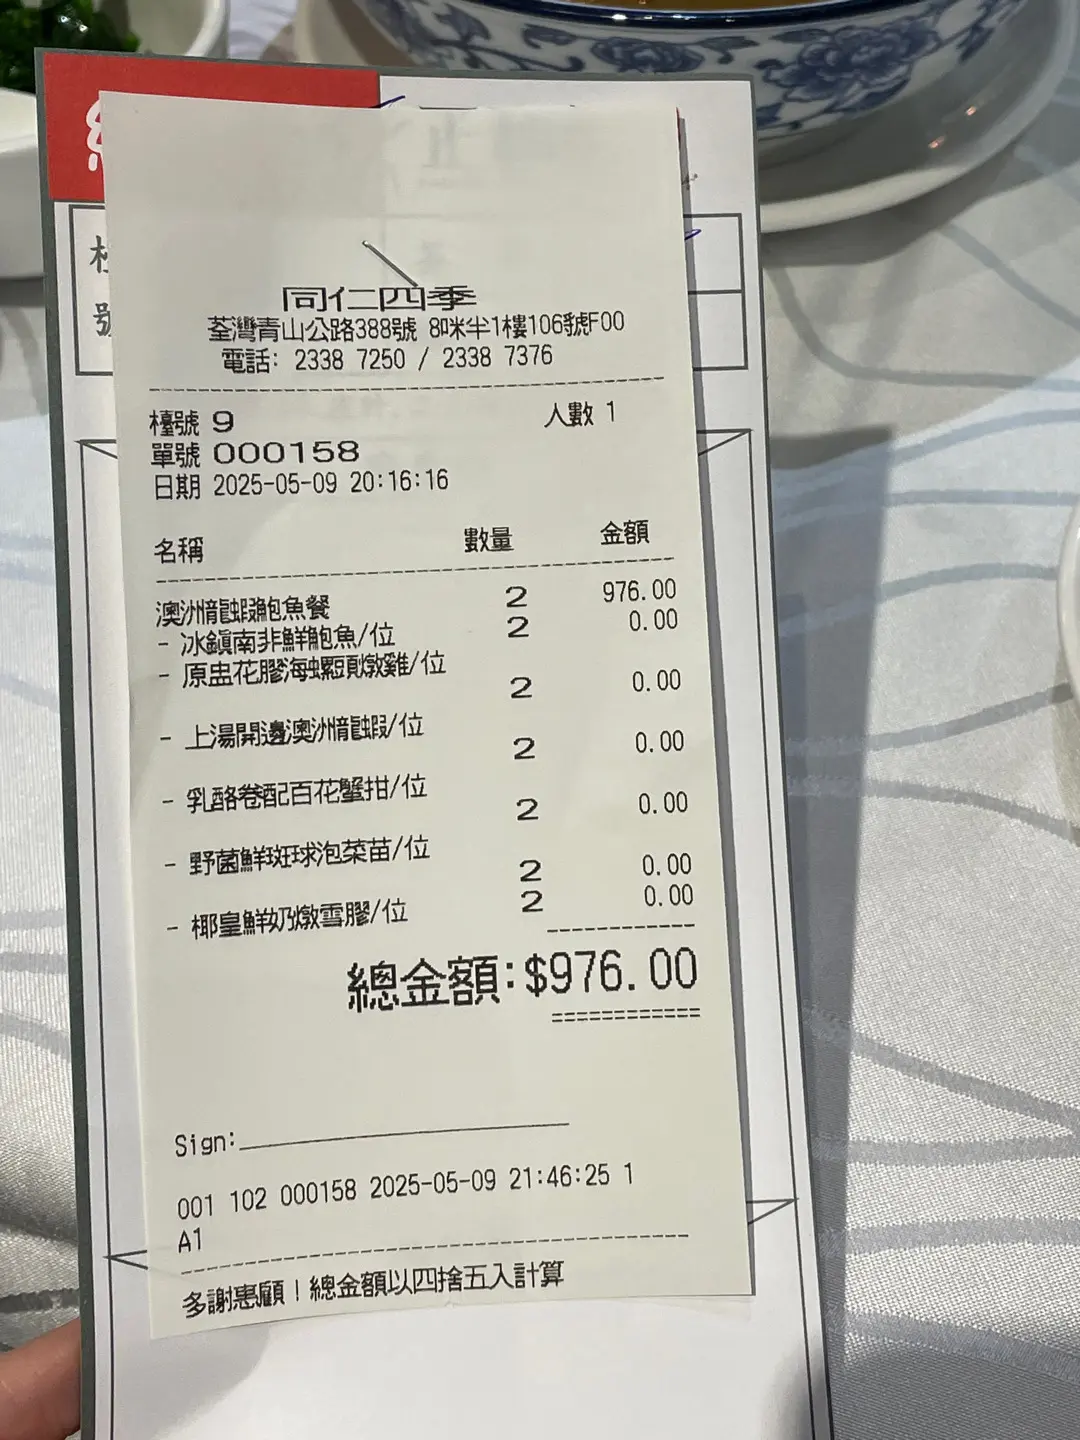 同仁四季
荃灣青山公路388號 8咪半1樓106號F00
電話: 2338 7250 / 2338 7376
檯號 9 人數 1
單號 000158
日期 2025-05-09 20:16:16
名稱 數量 金額
澳洲龍蝦鮑魚餐 2 976.00
- 冰鎮南非鮮鮑魚/位 2 0.00
- 原盅花膠海螺頭燉雞/位 2 0.00
- 上湯開邊澳洲龍蝦/位 2 0.00
- 乳酪卷配百花蟹拑/位 2 0.00
- 野菌鮮斑球泡菜苗/位 2 0.00
- 椰皇鮮奶燉雪膠/位 2 0.00
總金額:$976.00
Sign:
001 102 000158 2025-05-09 21:46:25 1
A1
多謝惠顧!總金額以四捨五入計算